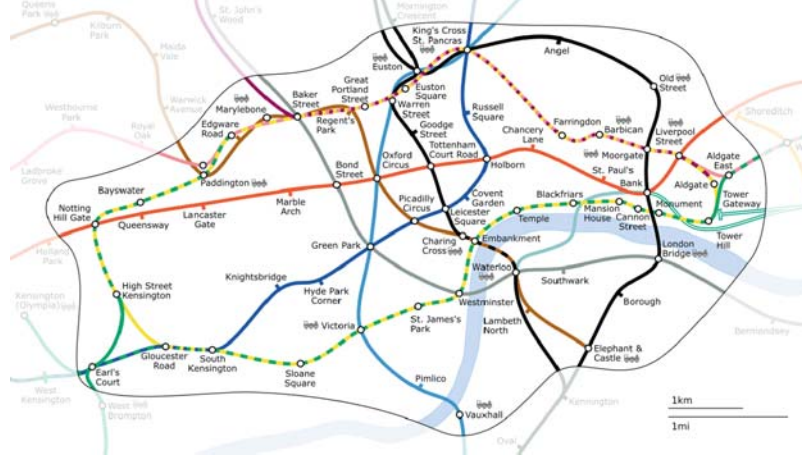 Queens
Park
Kilburn
Park
St. John's
Wood
Mornington
Crescent
King's Cross
St. Pancras
Euston
Angel
Maida
Vale
Old
Street
Great
Portland
Street
Euston
Square
Baker
Street
Marylebone
Regent's
Park
Warren
Street
Russell
Square
Warwick
Avenue
Westbourne
Park
Royal
Oak
Edgware
Road
Goodge
Street
Farringdon
Barbican
Liverpool
Street
Shoreditch
Chancery
Lane
Moorgate
Aldgate
East
Ladbroke
Grove
Paddington
Bond
Street
Oxford
Circus
Tottenham
Court Road
Holborn
St. Paul's
Bank
Aldgate
Bayswater
Notting
Hill Gate
Marble
Arch
Lancaster
Gate
Queensway
Covent
Garden
Picadilly
Circus
Leicester
Square
Blackfriars
Mansion
House
Cannon
Street
Monument
Tower
Gateway
Temple
Holland
Park
Green Park
Charing
Cross
Embankment
Tower
Hill
London
Bridge
Waterloo
Southwark
Knightsbridge
Hyde Park
Corner
High Street
Kensington
Kensington
(Olympia)
Westminster
Borough
Bermondsey
Victoria
St. James's
Park
Lambeth
North
Gloucester
Road
South
Kensington
Sloane
Square
Elephant &
Castle
Earl's
Court
West
Kensington
Pimlico
West
Brompton
Vauxhall
Kennington
Oval
1km
1mi